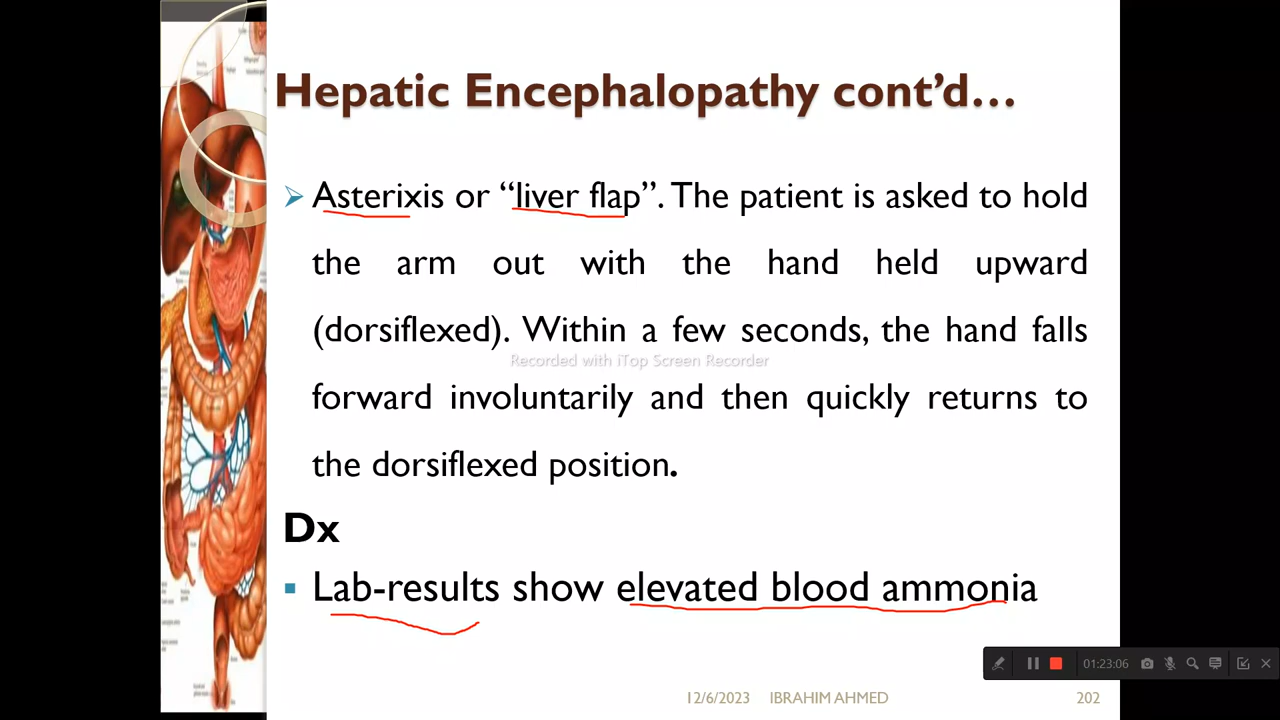 Hepatic Encephalopathy cont’d…
Asterixis or “liver flap”. The patient is asked to hold
the arm out with the hand held upward
(dorsiflexed). Within a few seconds, the hand falls
Recorded with iTop Screen Recorder
forward involuntarily and then quickly returns to
the dorsiflexed position.
Dx
Lab-results show elevated blood ammonia
01:23:06
12/6/2023 IBRAHIM AHMED 202